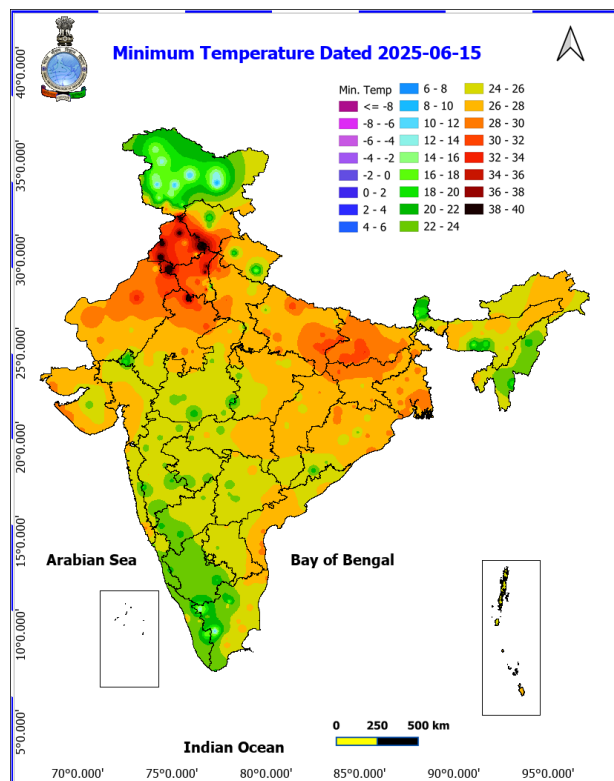 Minimum Temperature Dated 2025-06-15
Min. Temp
<= -8
-8 - -6
-6 - -4
-4 - -2
-2 - 0
0 - 2
2 - 4
4 - 6
6 - 8
8 - 10
10 - 12
12 - 14
14 - 16
16 - 18
18 - 20
20 - 22
22 - 24
24 - 26
26 - 28
28 - 30
30 - 32
32 - 34
34 - 36
36 - 38
38 - 40
40°0.000'
35°0.000'
30°0.000'
25°0.000'
20°0.000'
15°0.000'
10°0.000'
5°0.000'
Arabian Sea
Bay of Bengal
0 250 500 km
Indian Ocean
70°0.000' 75°0.000' 80°0.000' 85°0.000' 90°0.000' 95°0.000'